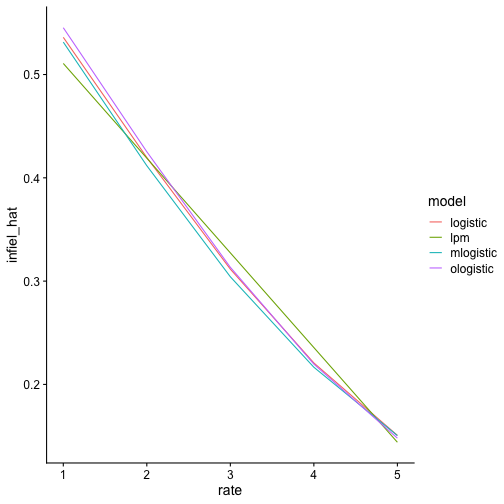 0.5
0.4
0.3
0.2
infiel_hat
1 2 3 4 5
rate
model
logistic
lpm
mlogistic
ologistic